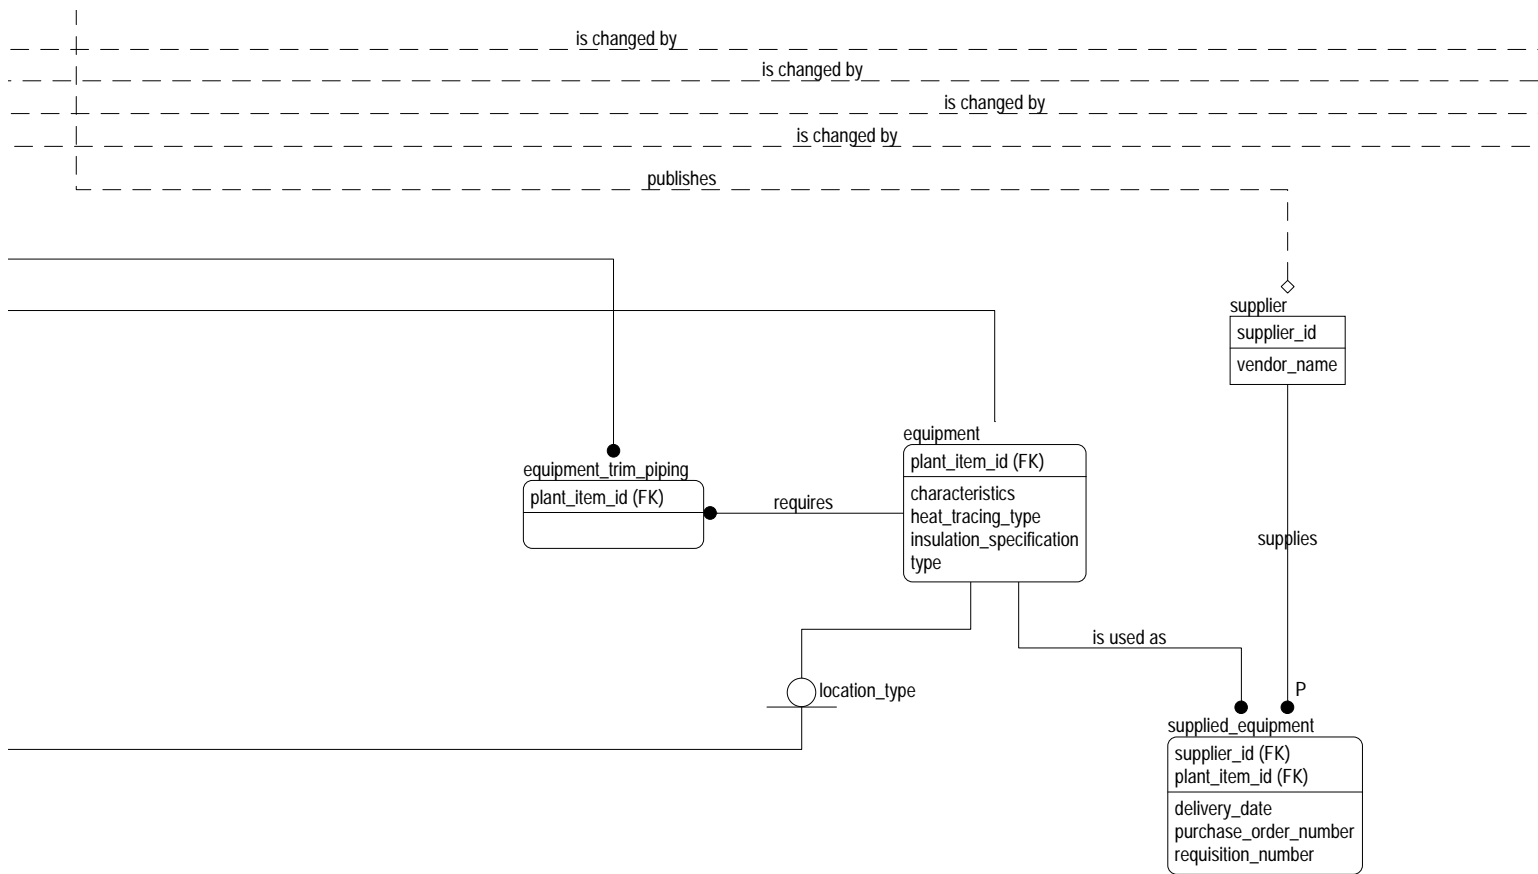 is changed by
is changed by
is changed by
is changed by
publishes
supplier
supplier_id
vendor_name
equipment
plant_item_id (FK)
characteristics
heat_tracing_type
insulation_specification
type
equipment_trim_piping
plant_item_id (FK)
requires
supplies
is used as
location_type
P
supplied_equipment
supplier_id (FK)
plant_item_id (FK)
delivery_date
purchase_order_number
requisition_number